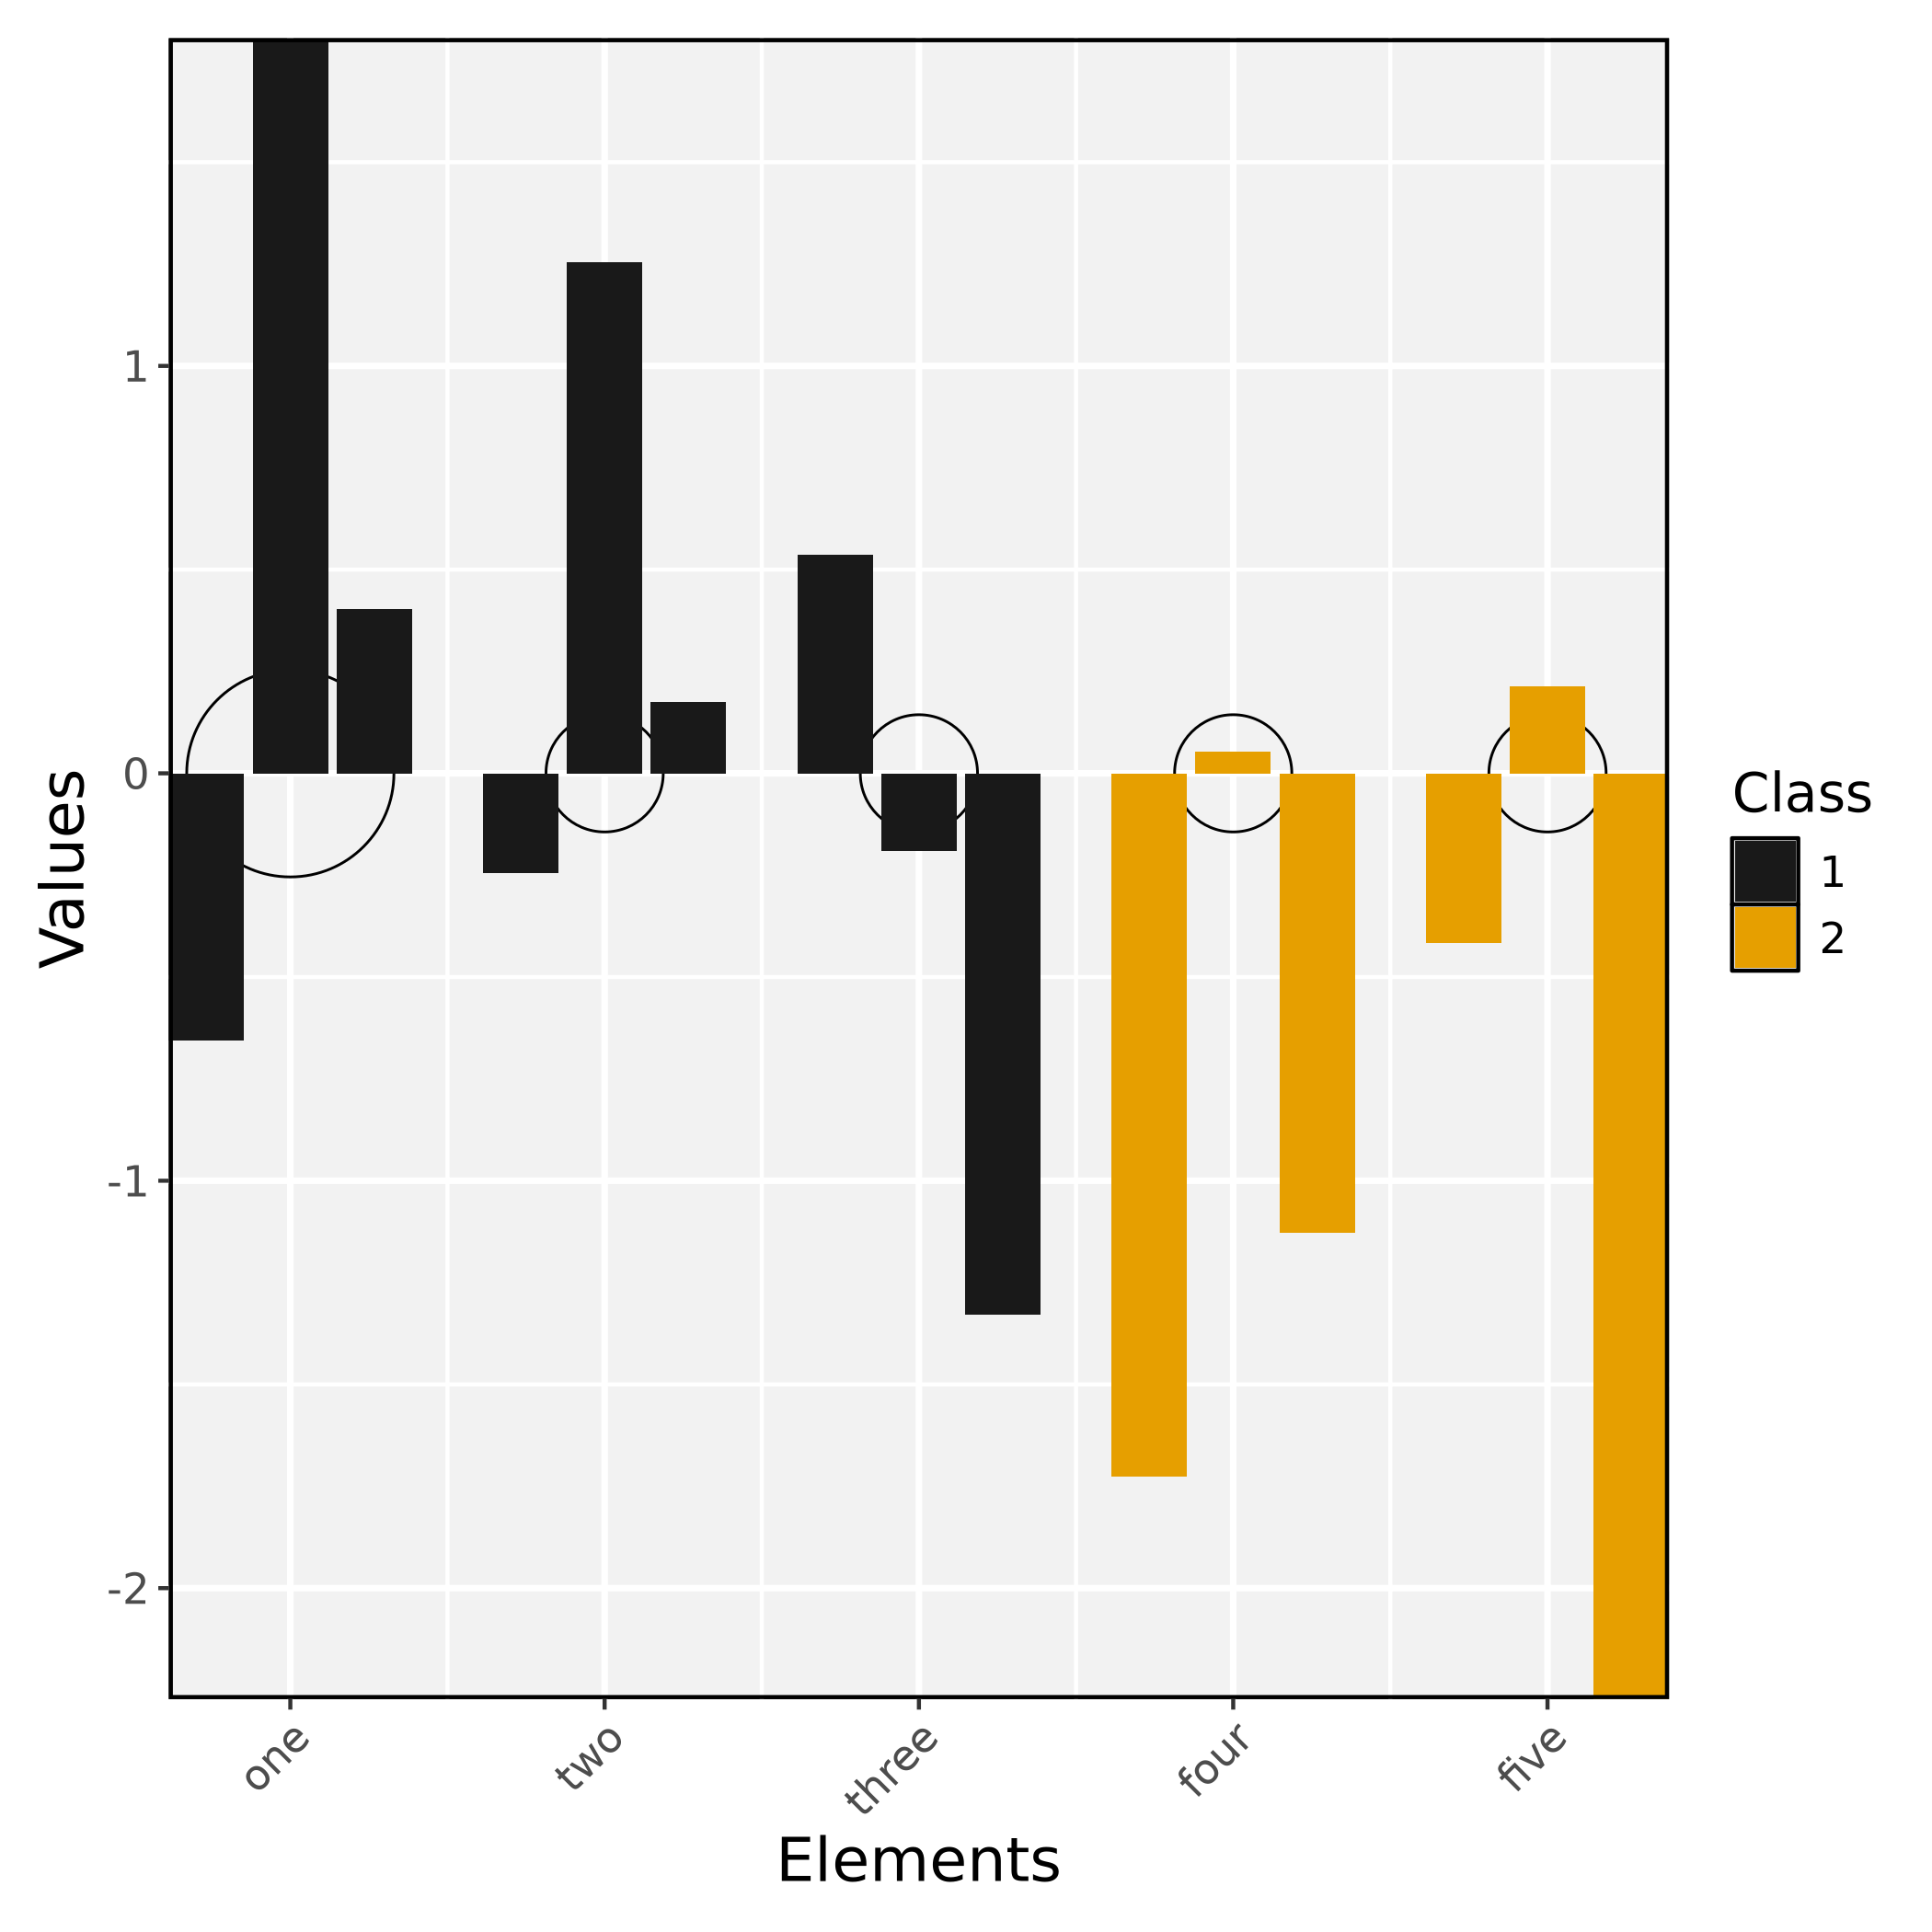 Values
1
0
-1
-2
one
two
three
four
five
Elements
Class
1
2